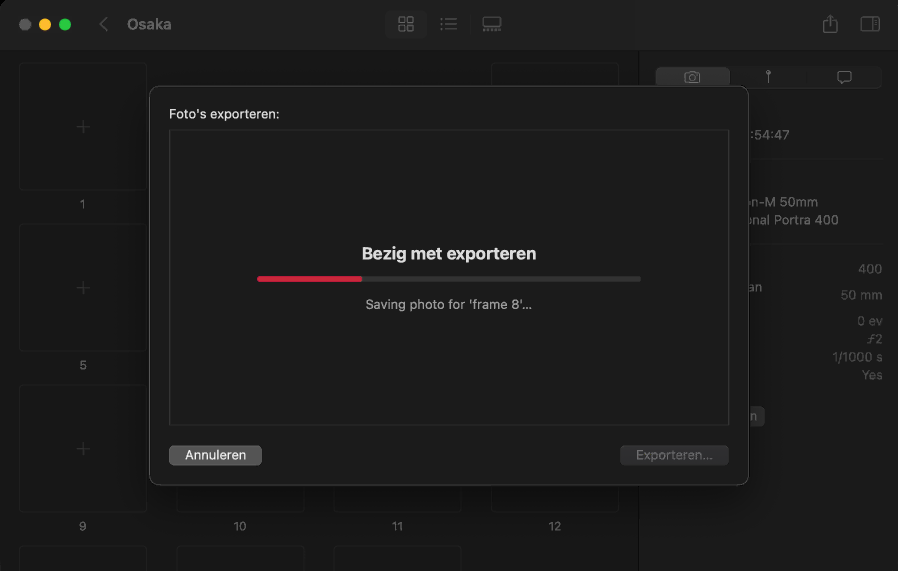 Osaka
Foto's exporteren:
:54:47
1
on-M 50mm
onal Portra 400
Bezig met exporteren
400
an
50 mm
Saving photo for 'frame 8'...
0 ev
ƒ2
1/1000 s
5
Yes
n
Annuleren
Exporteren...
9
10
11
12